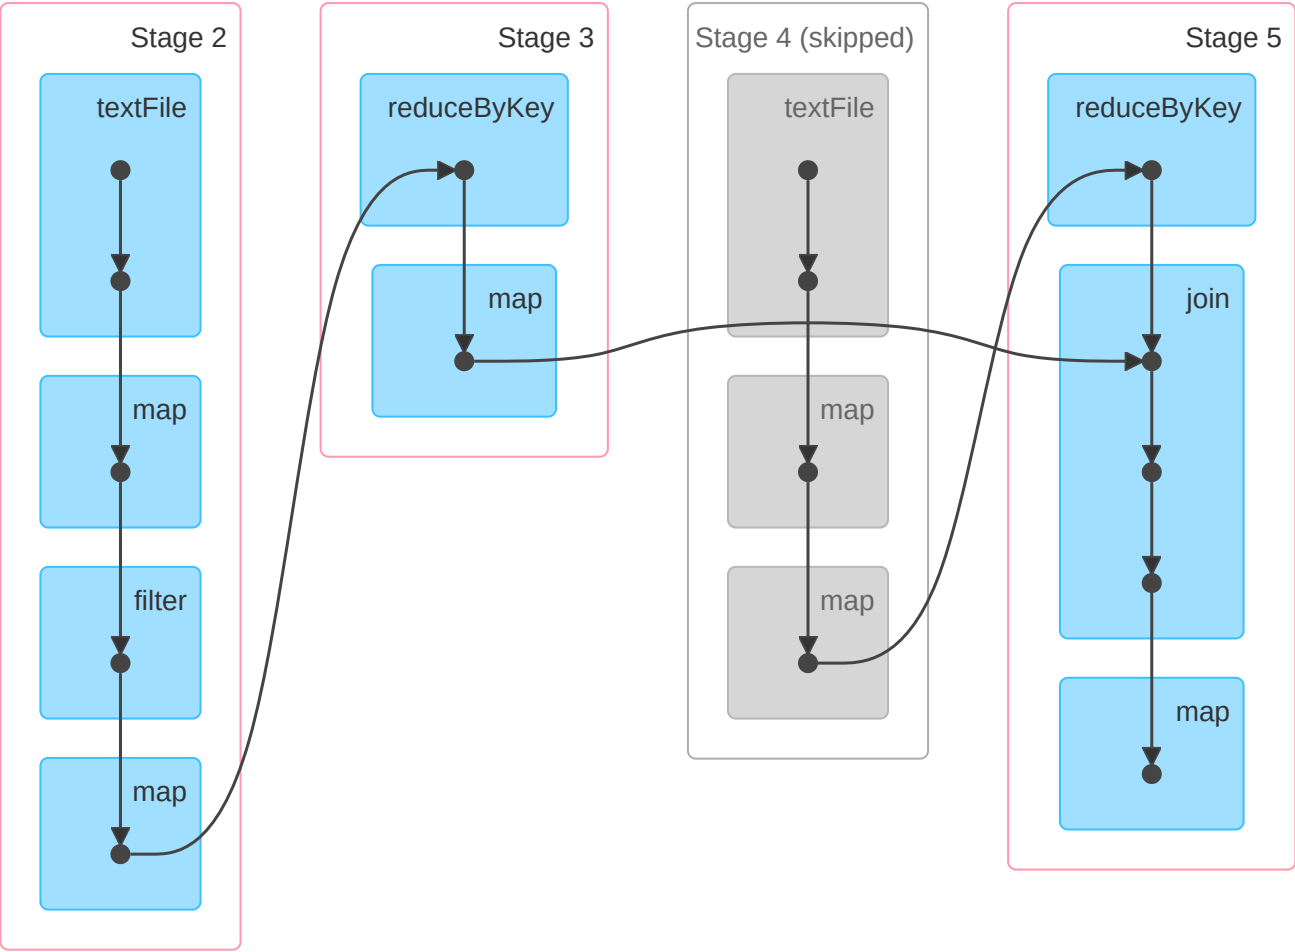 Stage 2
textFile
map
filter
map
Stage 3
reduceByKey
map
Stage 4 (skipped)
textFile
map
map
Stage 5
reduceByKey
join
map